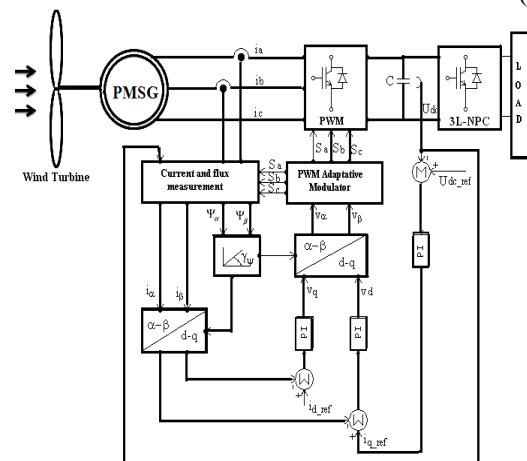 ia
ib
ic
PMSG
Wind Turbine
PWM
C
Udc
3L-NPC
LOAD
Sa
Sb
Sc
Current and flux
measurement
Sa
Sb
Sc
PWM Adaptative
Modulator
Udc_ref
PI
Ψα
Ψβ
vα
vβ
γΨ
α-β
d-q
iα
iβ
vq
vd
α-β
d-q
PI
PI
id_ref
iq_ref